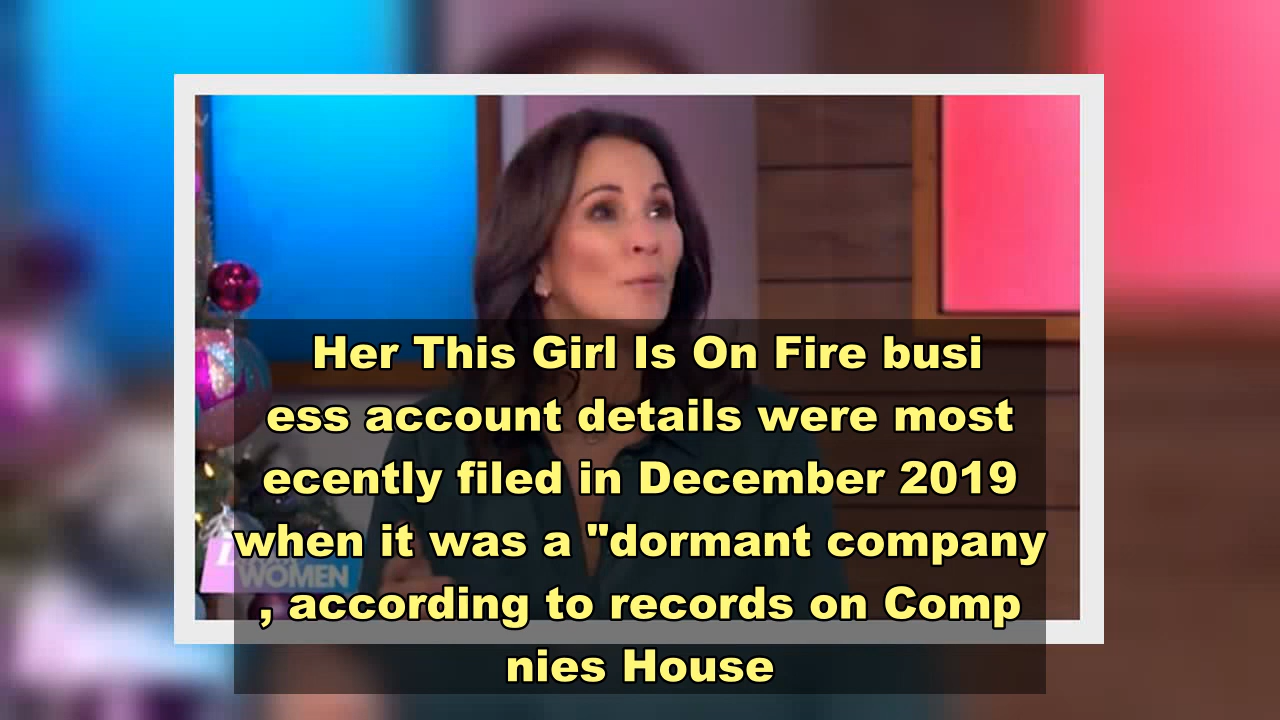 Her This Girl Is On Fire busi
ess account details were most
ecently filed in December 2019
when it was a "dormant company
, according to records on Comp
nies House
WOMEN